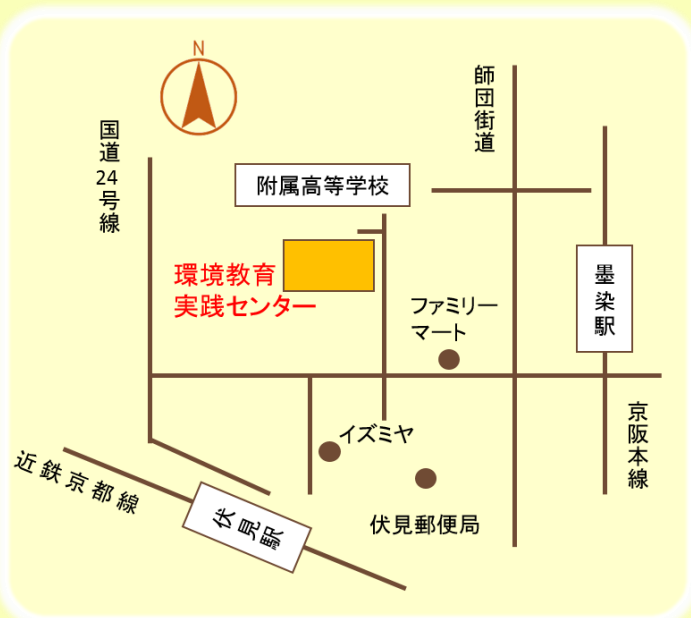 N
師団街道
国道24号線
附属高等学校
墨染駅
環境教育
実践センター
ファミリー
マート
京阪本線
イズミヤ
近鉄京都線
伏見駅
伏見郵便局